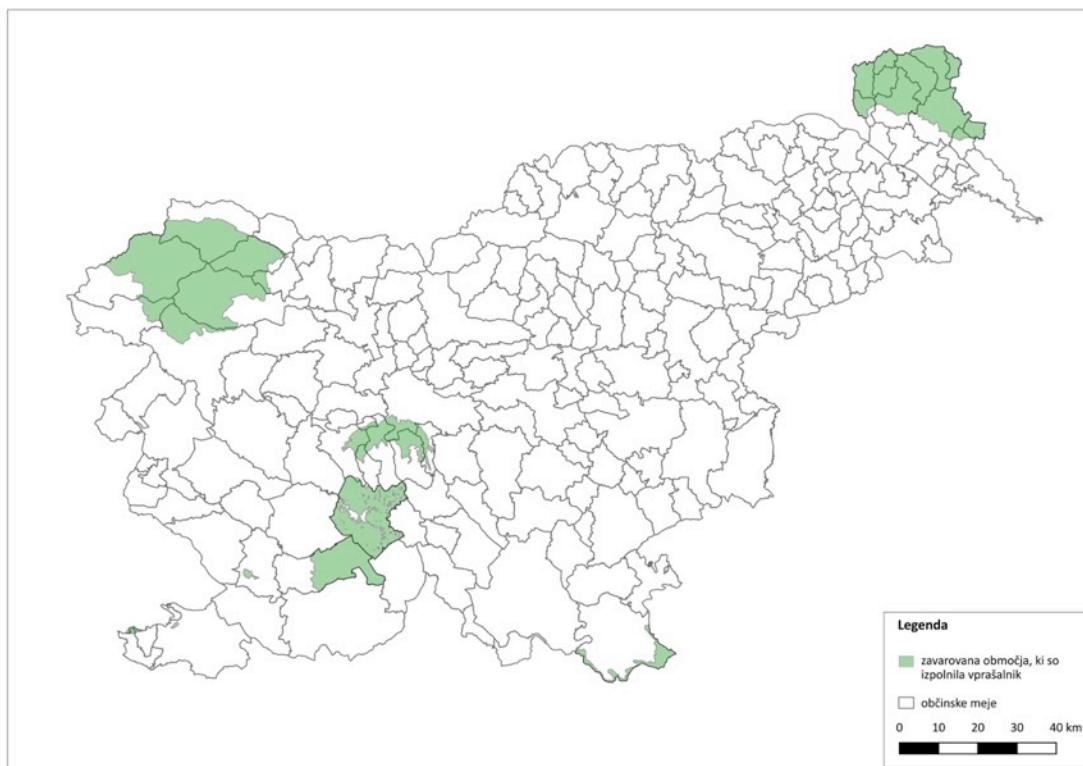 Legenda
zavarovana območja, ki so
izpolnila vprašalnik
občinske meje
0 10 20 30 40 km